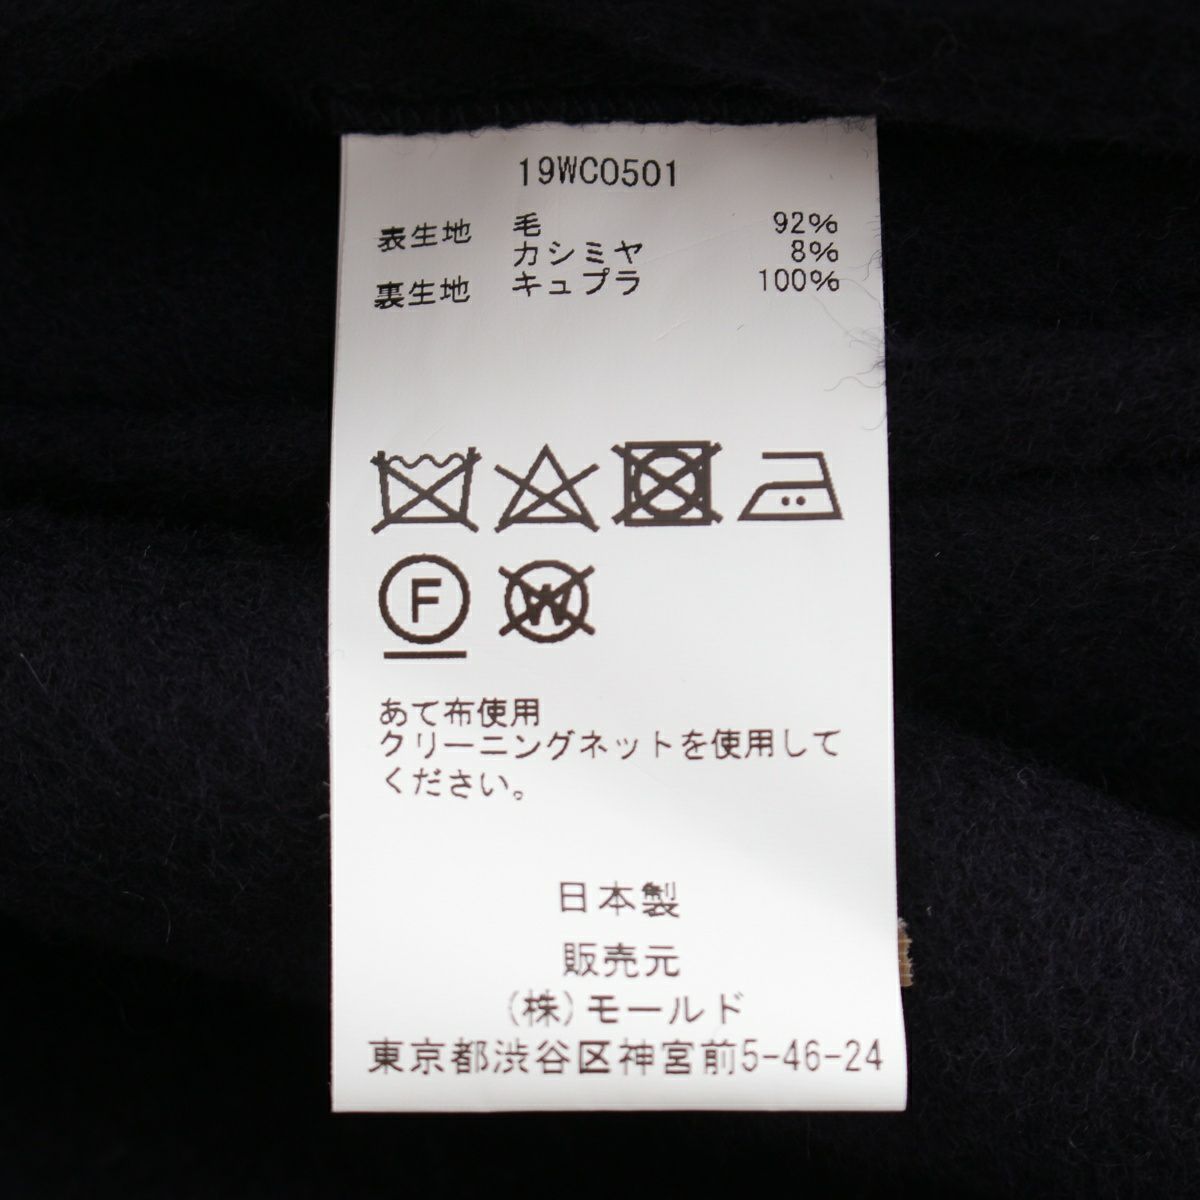 19WC0501
表生地 毛 92%
カシミヤ 8%
裏生地 キュプラ 100%
F
W
あて布使用
クリーニングネットを使用して
ください。
日本製
販売元
(株)モールド
東京都渋谷区神宮前5-46-24